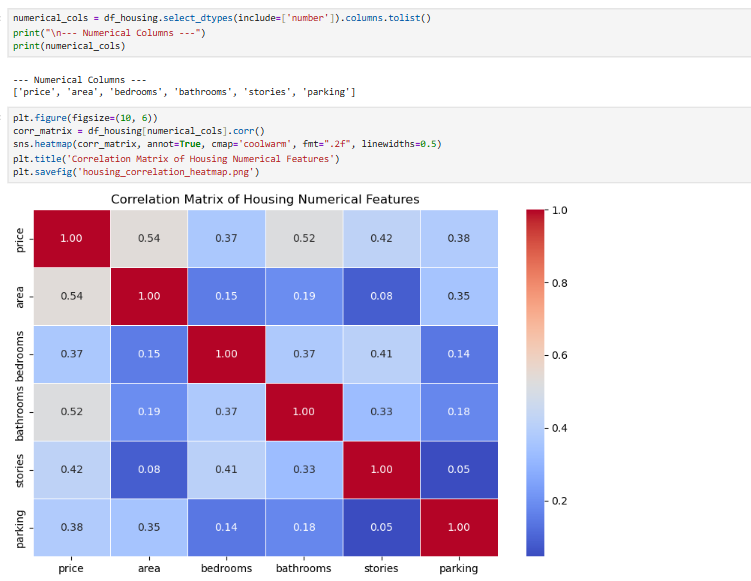 numerical_cols = df_housing.select_dtypes(include=['number']).columns.tolist()
print("\n--- Numerical Columns ---")
print(numerical_cols)
--- Numerical Columns ---
['price', 'area', 'bedrooms', 'bathrooms', 'stories', 'parking']
plt.figure(figsize=(10, 6))
corr_matrix = df_housing[numerical_cols].corr()
sns.heatmap(corr_matrix, annot=True, cmap='coolwarm', fmt=".2f", linewidths=0.5)
plt.title('Correlation Matrix of Housing Numerical Features')
plt.savefig('housing_correlation_heatmap.png')
Correlation Matrix of Housing Numerical Features
price 1.00 0.54 0.37 0.52 0.42 0.38
area 0.54 1.00 0.15 0.19 0.08 0.35
bedrooms 0.37 0.15 1.00 0.37 0.41 0.14
bathrooms 0.52 0.19 0.37 1.00 0.33 0.18
stories 0.42 0.08 0.41 0.33 1.00 0.05
parking 0.38 0.35 0.14 0.18 0.05 1.00
price area bedrooms bathrooms stories parking
1.0
0.8
0.6
0.4
0.2